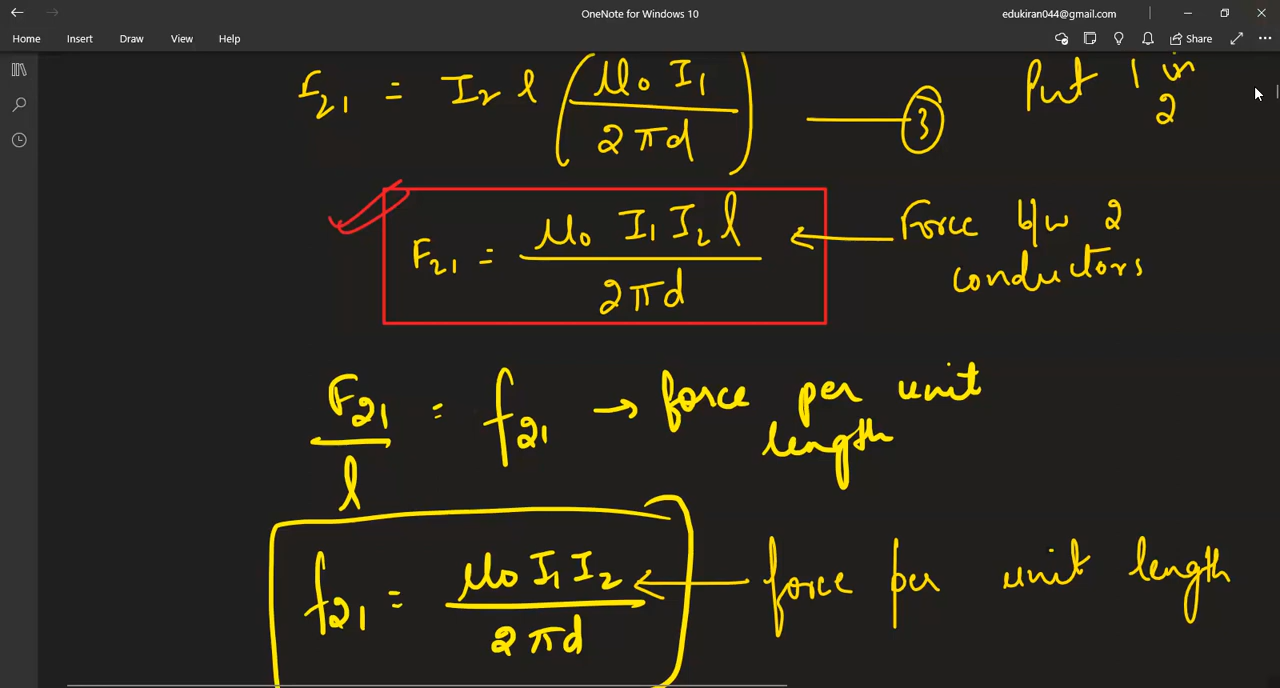 OneNote for Windows 10
edukiran044@gmail.com
Home Insert Draw View Help
Share
F21 = I2 l (μ0 I1 / 2πd) ③ Put 1 in 2
F21 = μ0 I1 I2 l / 2πd ← Force b/w 2
conductors
F21 / l = f21 → force per unit
length
f21 = μ0 I1 I2 / 2πd ← force per unit length